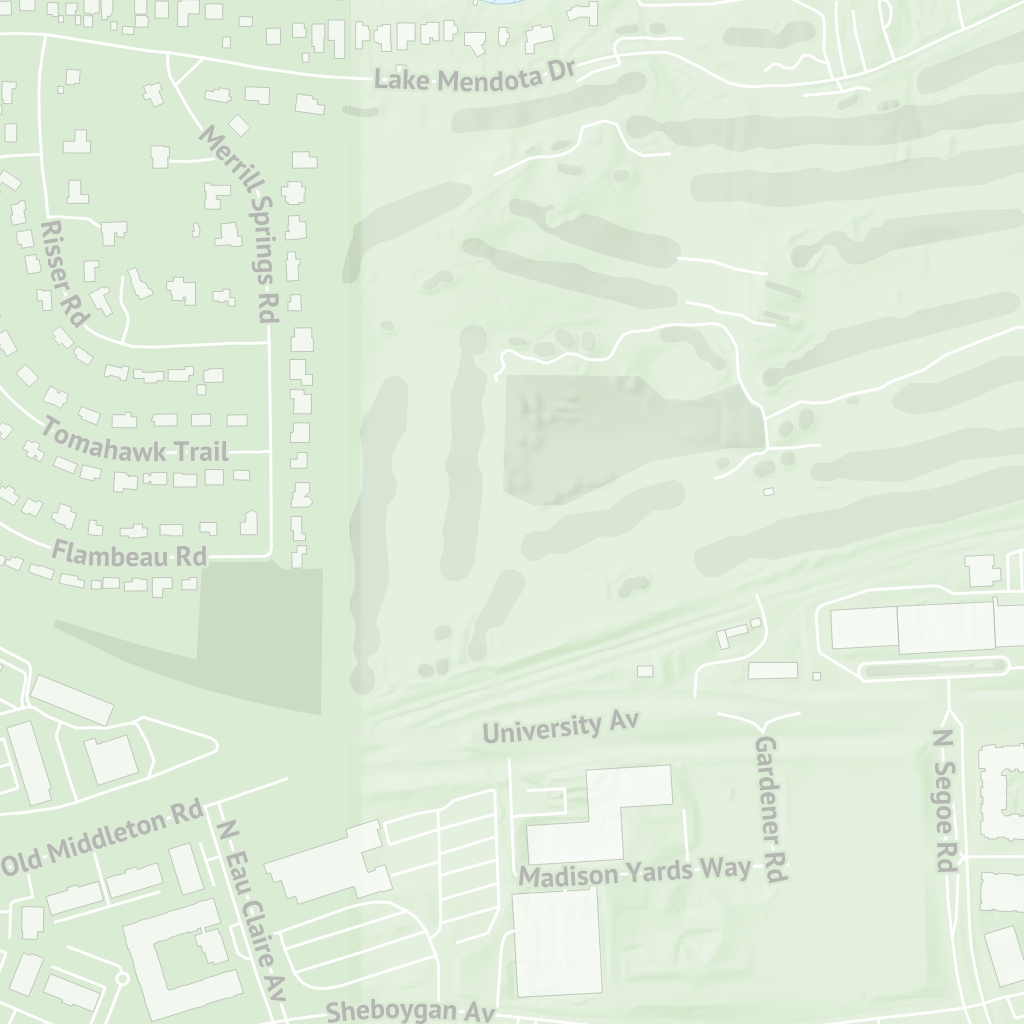 Lake Mendota Dr
Merrill Springs Rd
Risser Rd
Tomahawk Trail
Flambeau Rd
University Av
Gardener Rd
N Segoe Rd
Old Middleton Rd
N Eau Claire Av
Madison Yards Way
Sheboygan Av